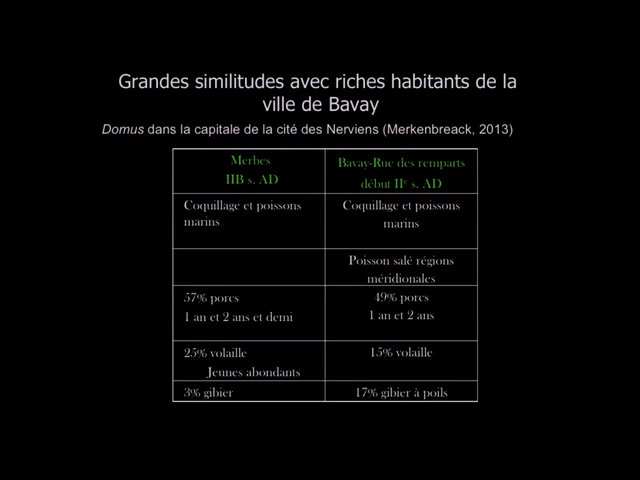 Grandes similitudes avec riches habitants de la
ville de Bavay
Domus dans la capitale de la cité des Nerviens (Merkenbreack, 2013)
Merbes
IIB s. AD
Bavay-Rue des remparts
début IIe s. AD
Coquillage et poissons
marins
Coquillage et poissons
marins
Poisson salé régions
méridionales
57% porcs
1 an et 2 ans et demi
49% porcs
1 an et 2 ans
25% volaille
Jeunes abondants
15% volaille
3% gibier
17% gibier à poils